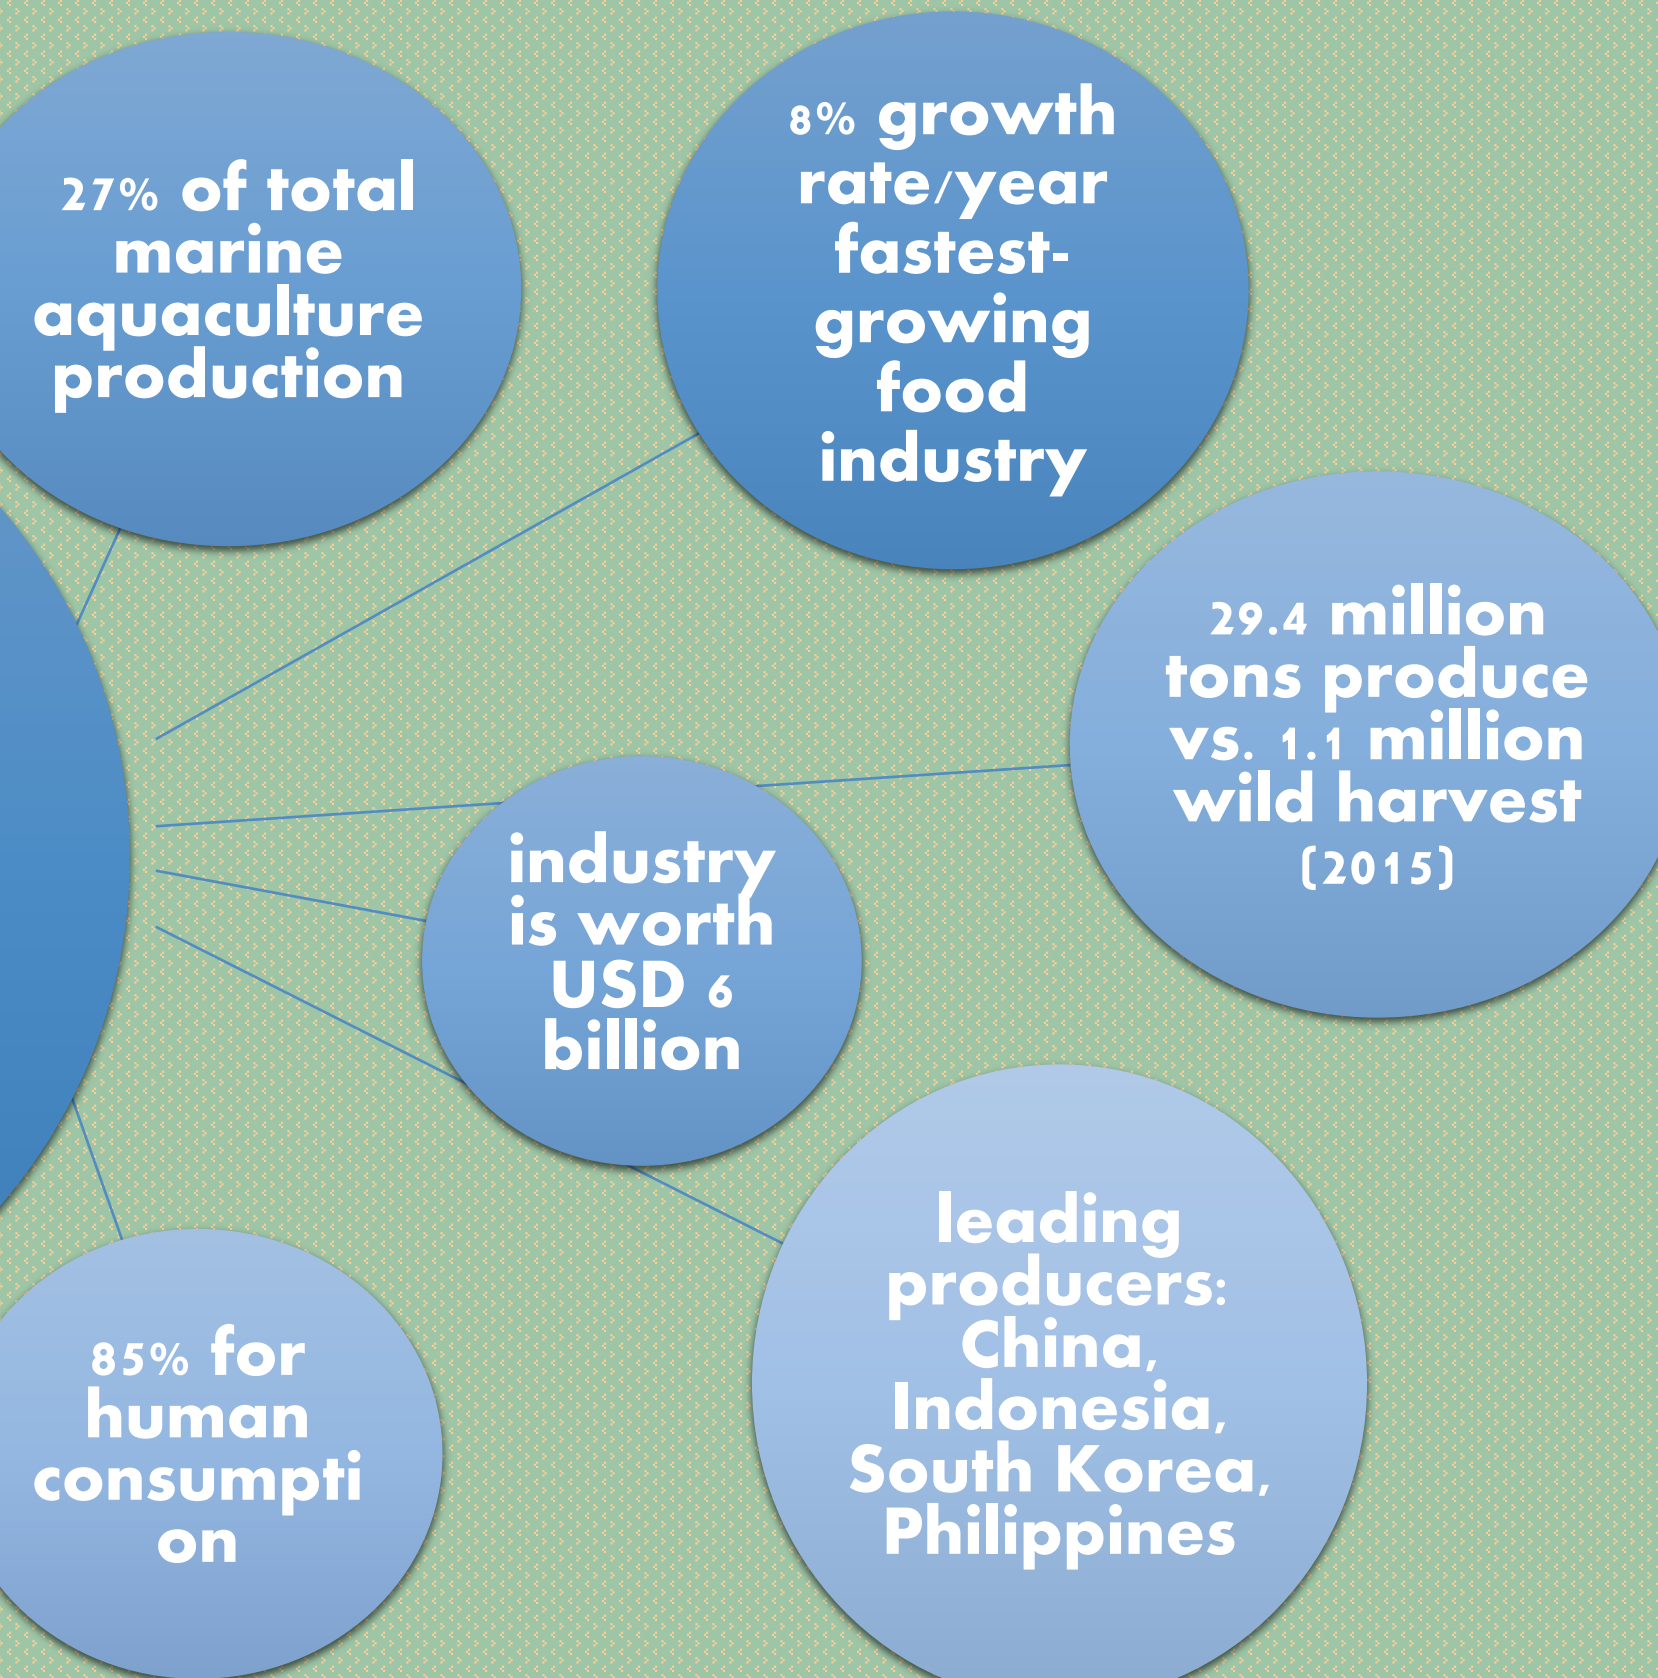 27% of total
marine
aquaculture
production
8% growth
rate/year
fastest-
growing
food
industry
29.4 million
tons produce
vs. 1.1 million
wild harvest
(2015)
industry
is worth
USD 6
billion
leading
producers:
China,
Indonesia,
South Korea,
Philippines
85% for
human
consumpti
on